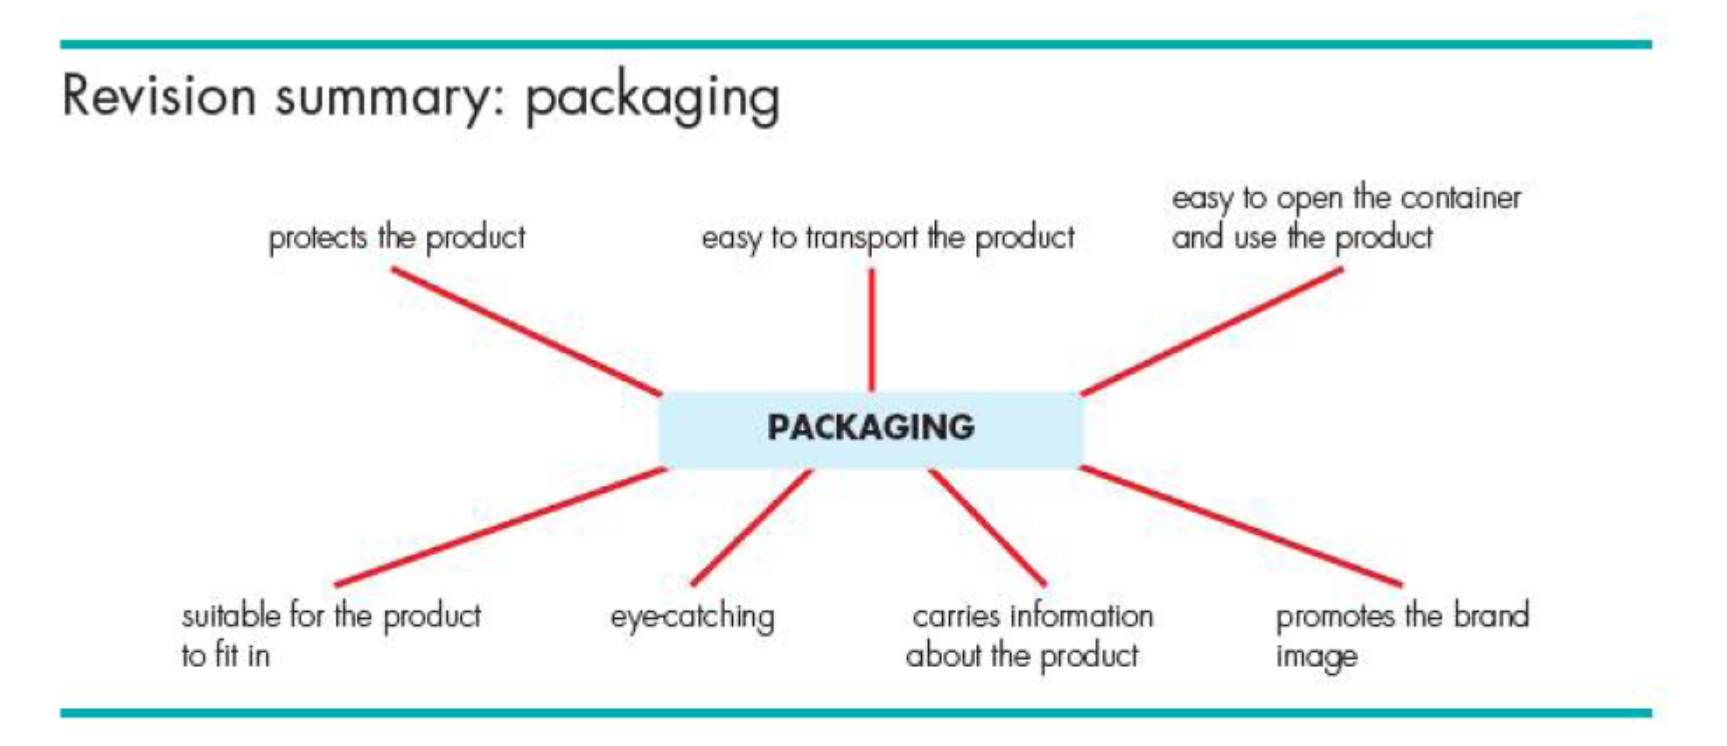 Revision summary: packaging
protects the product
easy to transport the product
easy to open the container
and use the product
PACKAGING
suitable for the product
to fit in
eye-catching
carries information
about the product
promotes the brand
image